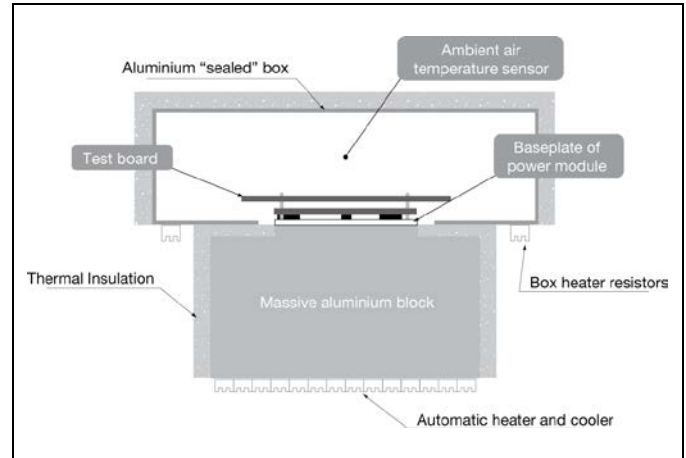 Ambient air
temperature sensor
Aluminium “sealed” box
Test board
Baseplate of
power module
Thermal Insulation
Box heater resistors
Massive aluminium block
Automatic heater and cooler